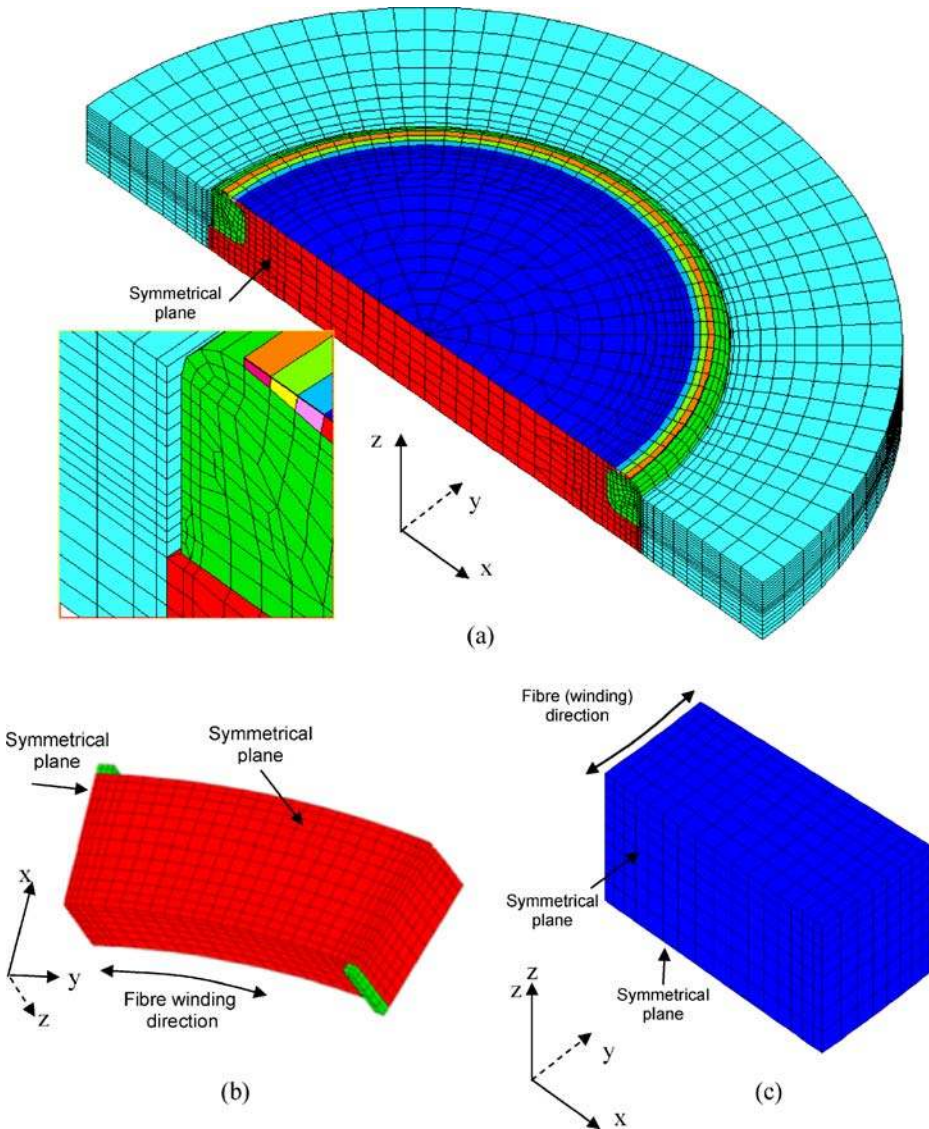 Symmetrical
plane
z
y
x
(a)
Symmetrical
plane
Symmetrical
plane
x
y
z
Fibre winding
direction
(b)
Fibre (winding)
direction
Symmetrical
plane
Symmetrical
plane
z
z
y
x
(c)